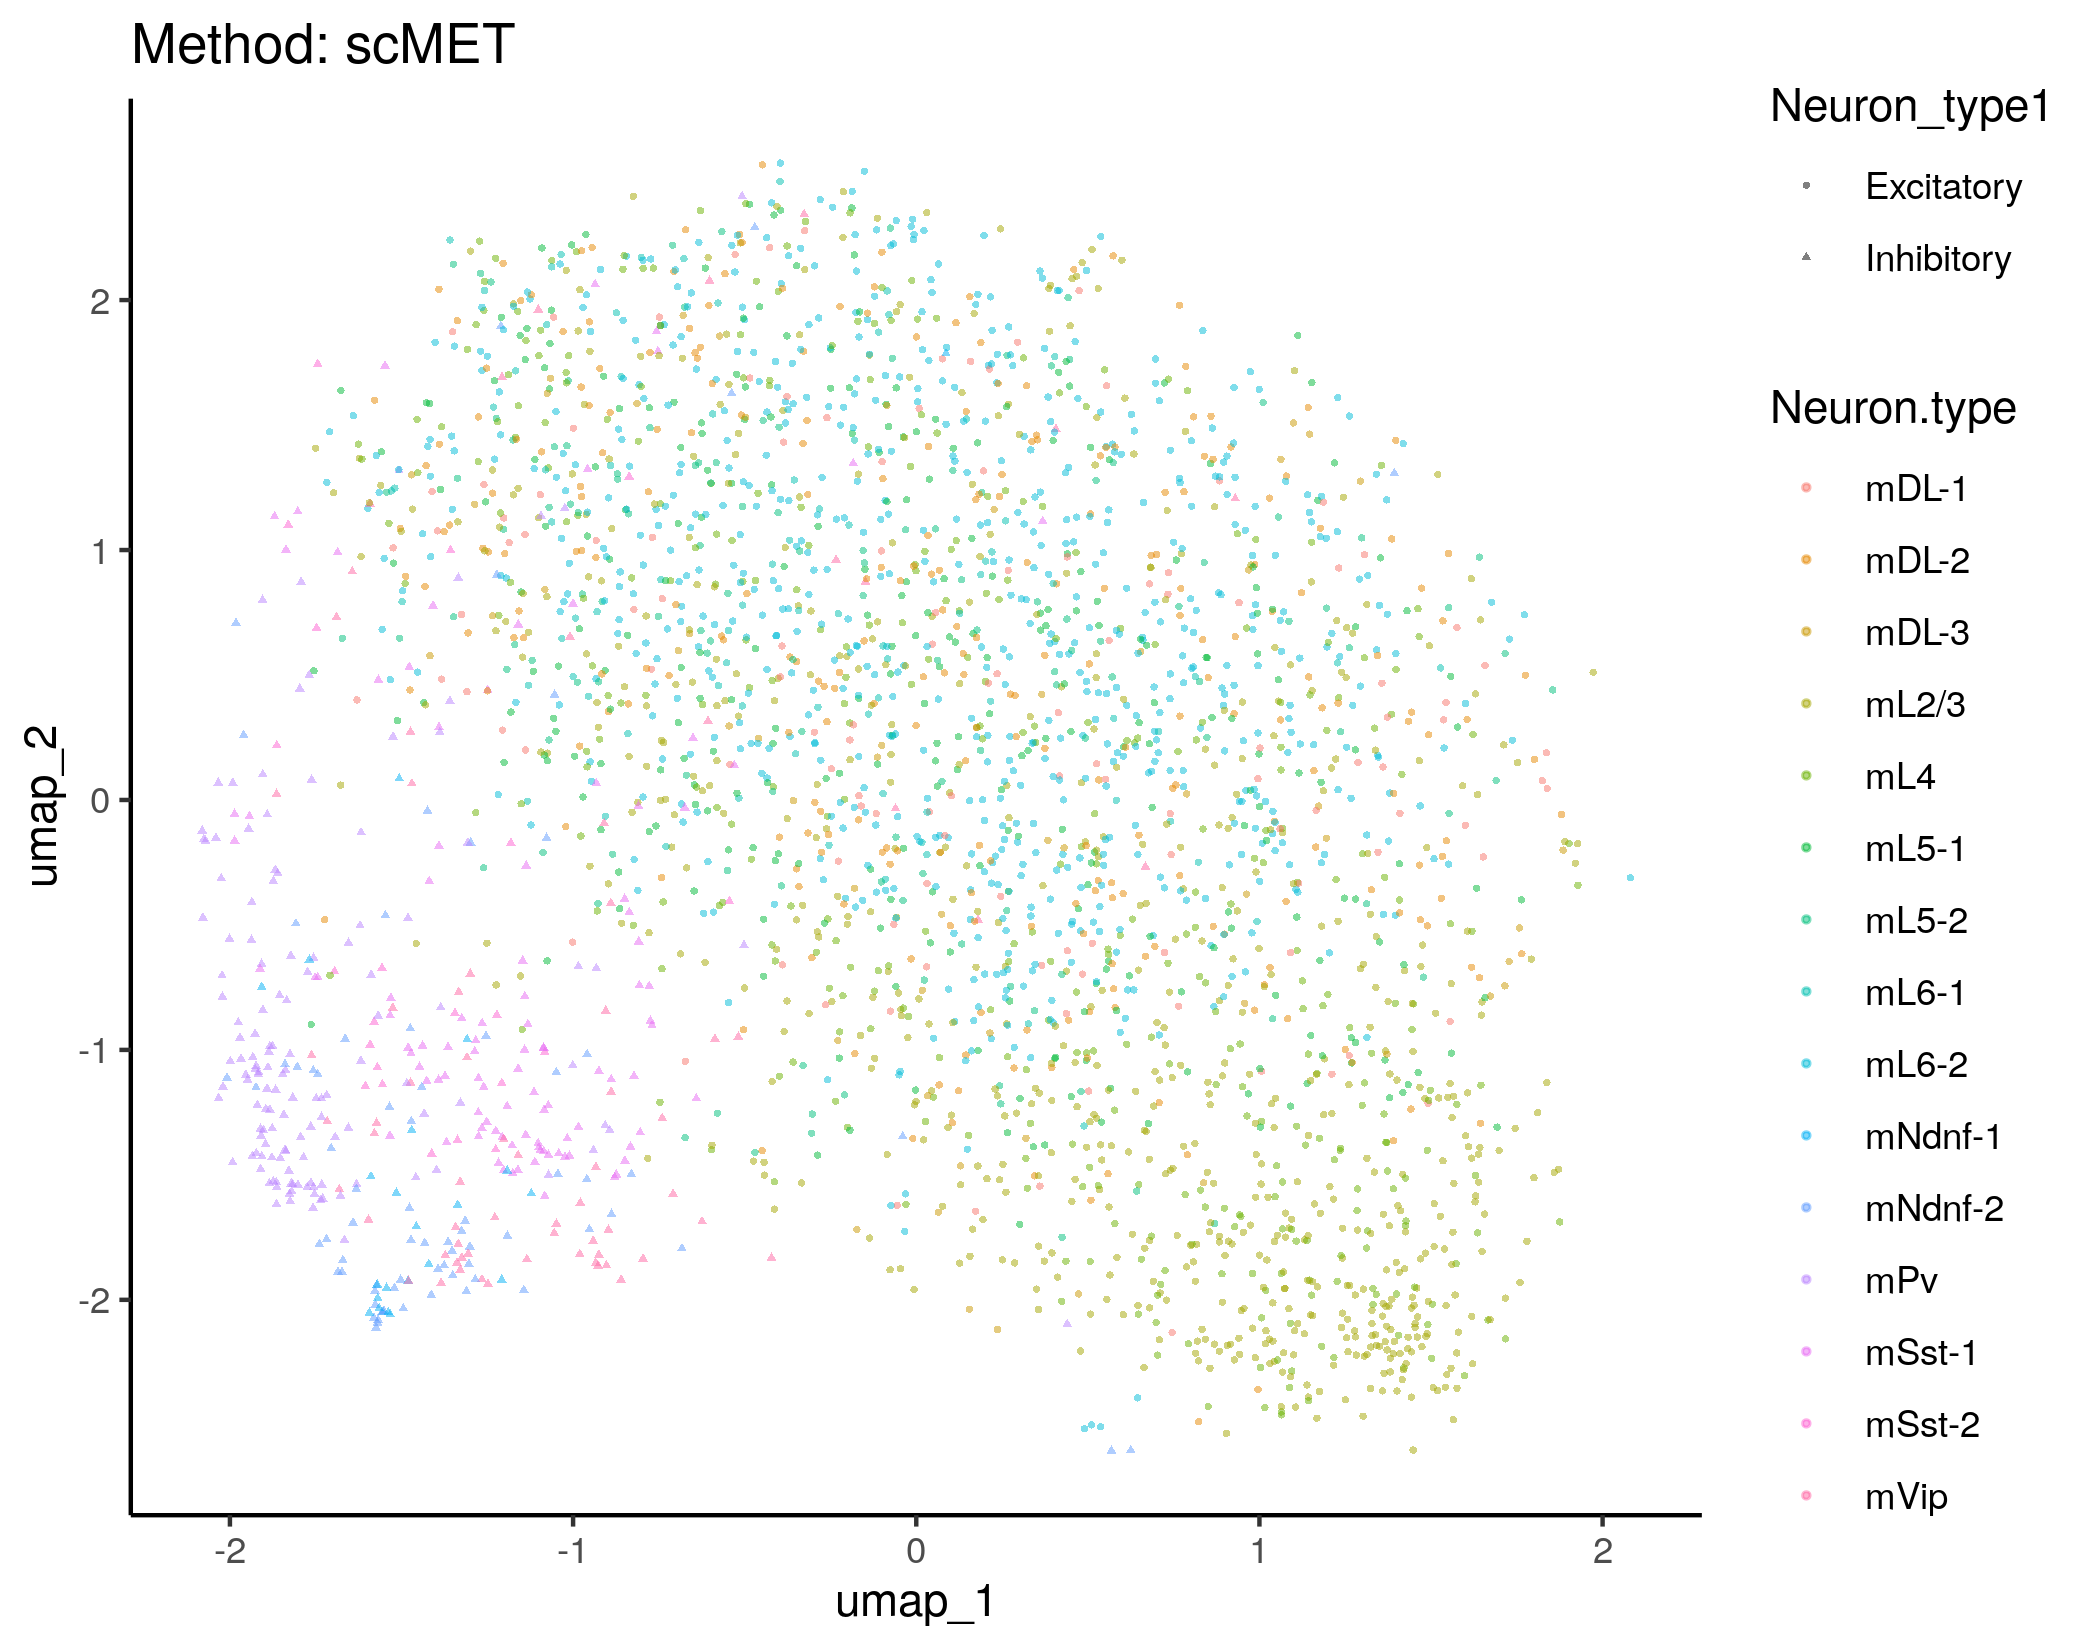 Method: scMET
umap_2
2
1
0
-1
-2
-2
-1
0
1
2
umap_1
Neuron_type1
Excitatory
Inhibitory
Neuron.type
mDL-1
mDL-2
mDL-3
mL2/3
mL4
mL5-1
mL5-2
mL6-1
mL6-2
mNdnf-1
mNdnf-2
mPv
mSst-1
mSst-2
mVip